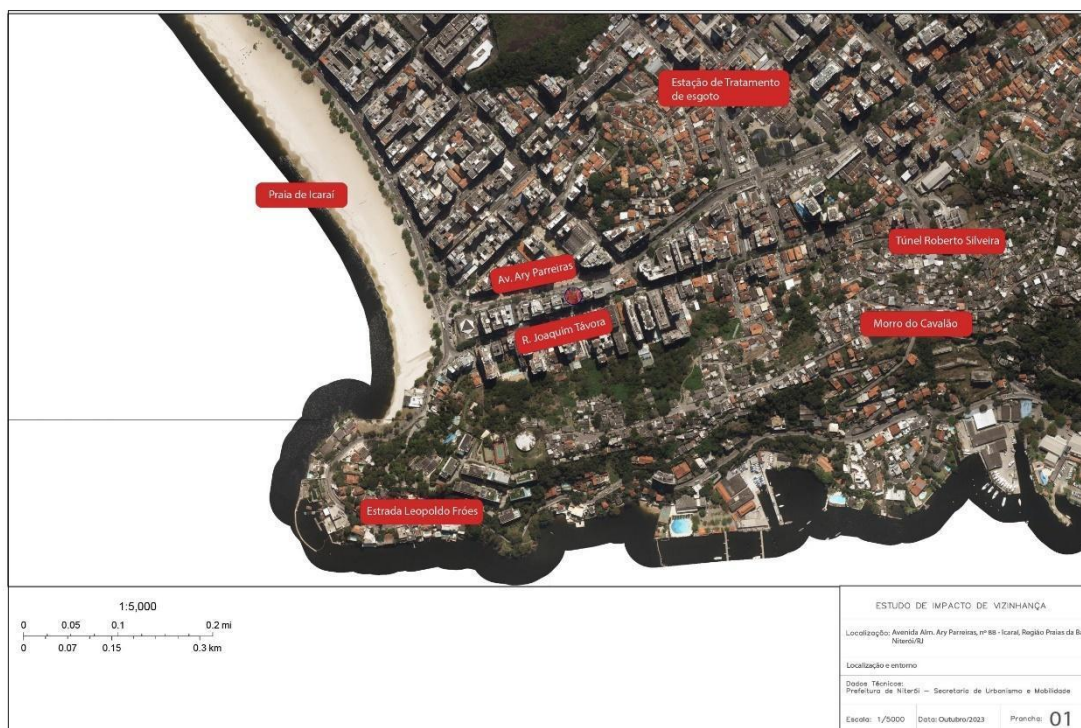 Estação de Tratamento
de esgoto
Praia de Icaraí
Túnel Roberto Silveira
Av. Ary Parreiras
Morro do Cavalão
R. Joaquim Távora
Estrada Leopoldo Fróes
1:5,000
0 0.05 0.1 0.2 mi
0 0.07 0.15 0.3 km
ESTUDO DE IMPACTO DE VIZINHANÇA
Localização: Avenida Alm. Ary Parreiras, nº 88 - Icaraí, Região Praias da
Niterói/RJ
Localização e entorno
Dados Técnicos:
Prefeitura de Niterói – Secretaria de Urbanismo e Mobilidade
Escala: 1/5000 Data: Outubro/2023 Prancha: 01